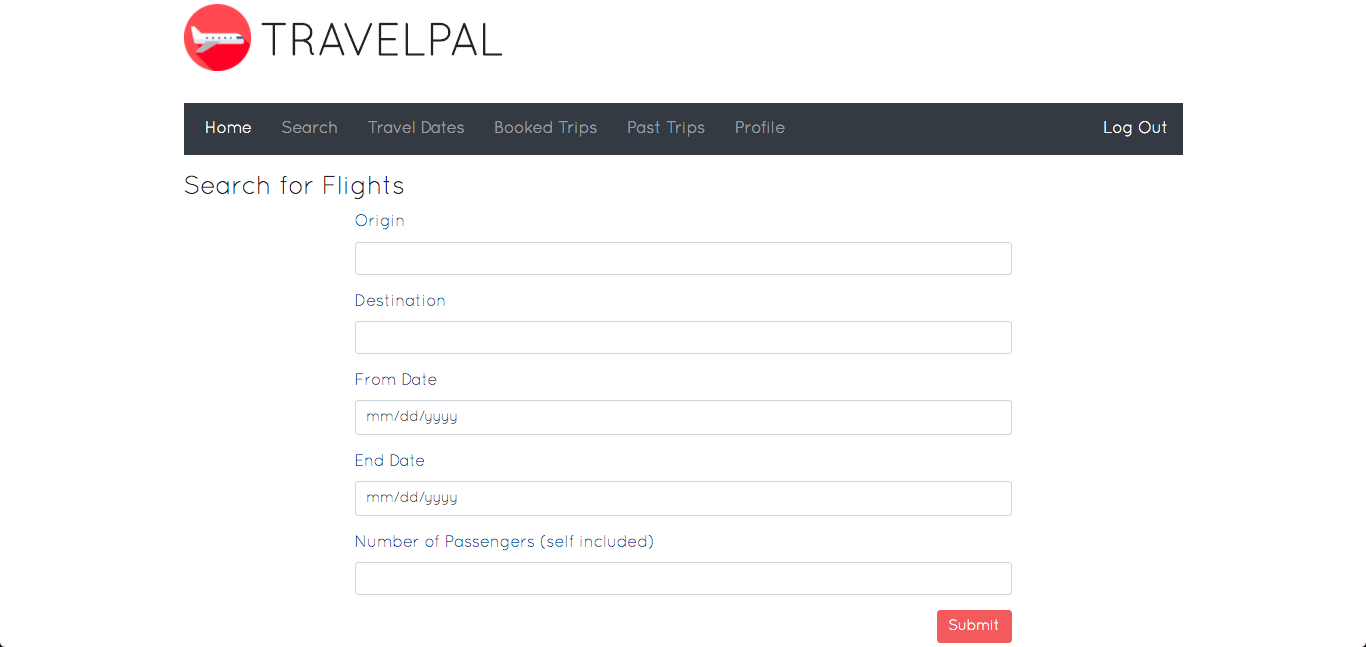 TRAVELPAL
Home Search Travel Dates Booked Trips Past Trips Profile Log Out
Search for Flights
Origin
Destination
From Date
mm/dd/yyyy
End Date
mm/dd/yyyy
Number of Passengers (self included)
Submit